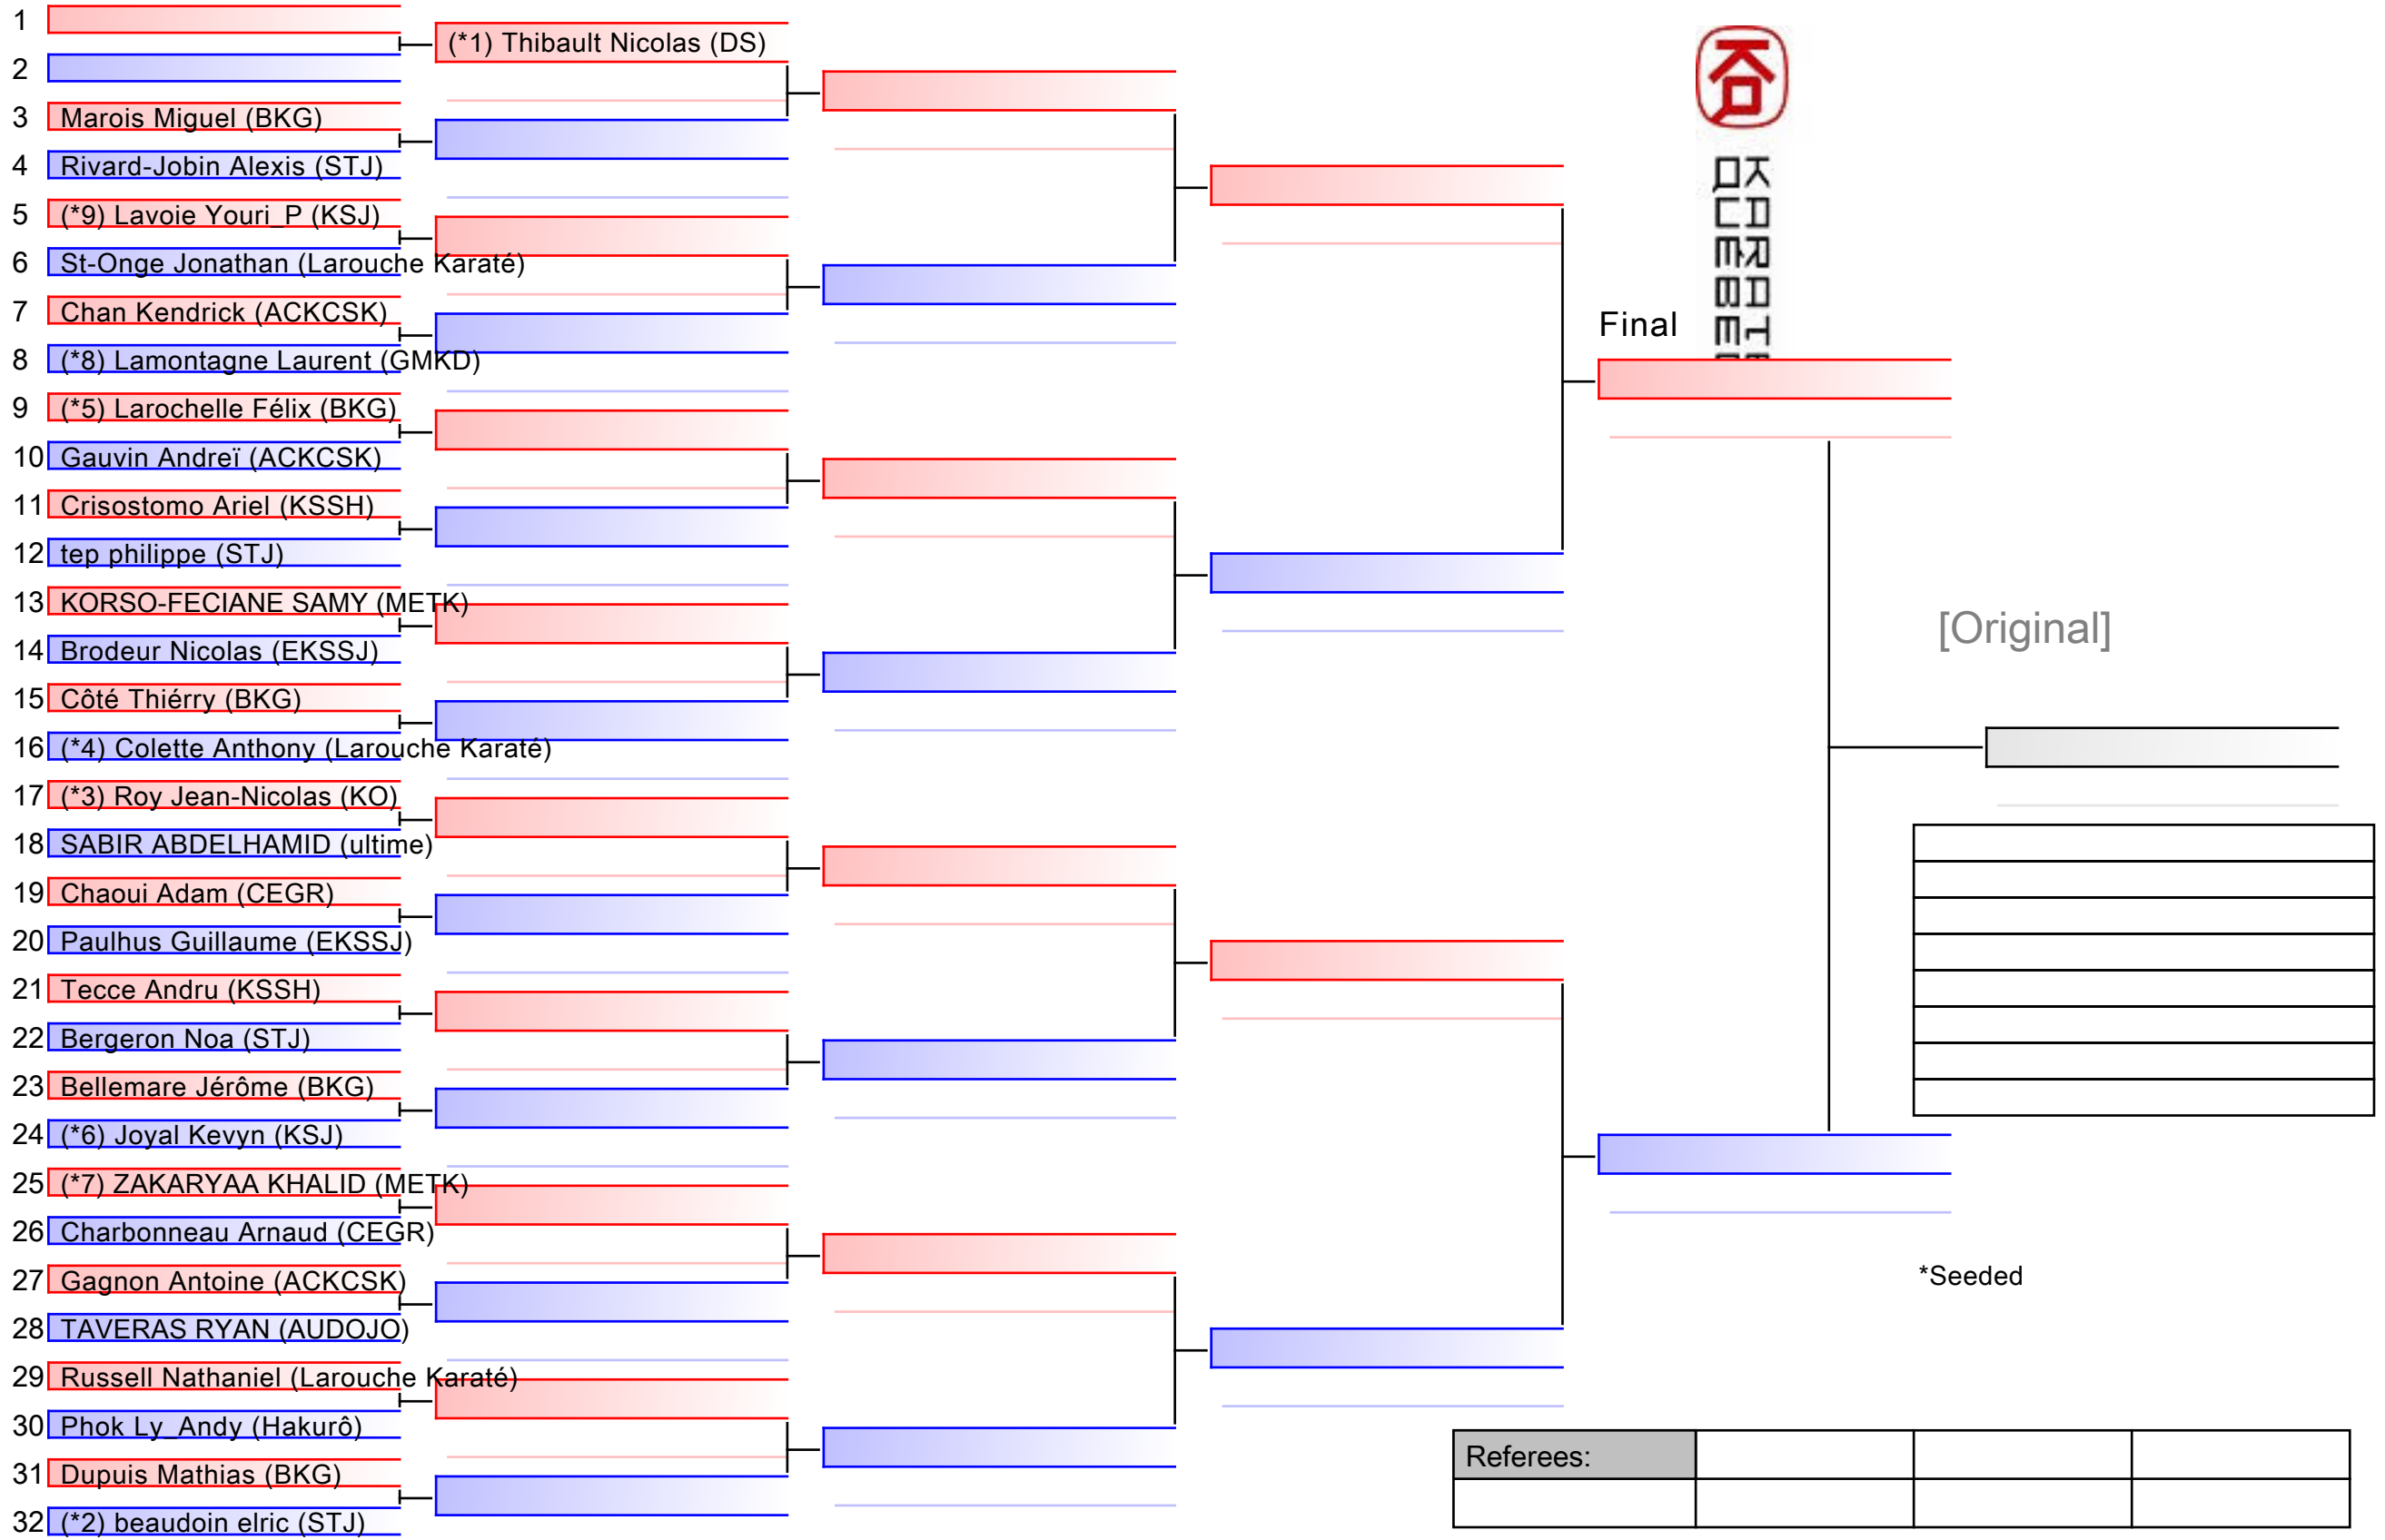 1
(*1) Thibault Nicolas (DS)
2
3 Marois Miguel (BKG)
4 Rivard-Jobin Alexis (STJ)
5 (*9) Lavoie Youri_P (KSJ)
6 St-Onge Jonathan (Larouche Karaté)
7 Chan Kendrick (ACKCSK)
8 (*8) Lamontagne Laurent (GMKD)
9 (*5) Larochelle Félix (BKG)
10 Gauvin Andreï (ACKCSK)
11 Crisostomo Ariel (KSSH)
12 tep philippe (STJ)
13 KORSO-FECIANE SAMY (METK)
14 Brodeur Nicolas (EKSSJ)
15 Côté Thiérry (BKG)
16 (*4) Colette Anthony (Larouche Karaté)
17 (*3) Roy Jean-Nicolas (KO)
18 SABIR ABDELHAMID (ultime)
19 Chaoui Adam (CEGR)
20 Paulhus Guillaume (EKSSJ)
21 Tecce Andru (KSSH)
22 Bergeron Noa (STJ)
23 Bellemare Jérôme (BKG)
24 (*6) Joyal Kevyn (KSJ)
25 (*7) ZAKARYAA KHALID (METK)
26 Charbonneau Arnaud (CEGR)
27 Gagnon Antoine (ACKCSK)
28 TAVERAS RYAN (AUDOJO)
29 Russell Nathaniel (Larouche Karaté)
30 Phok Ly_Andy (Hakurô)
31 Dupuis Mathias (BKG)
32 (*2) beaudoin elric (STJ)
KARATE
QUÉBEC
Final
[Original]
*Seeded
Referees: